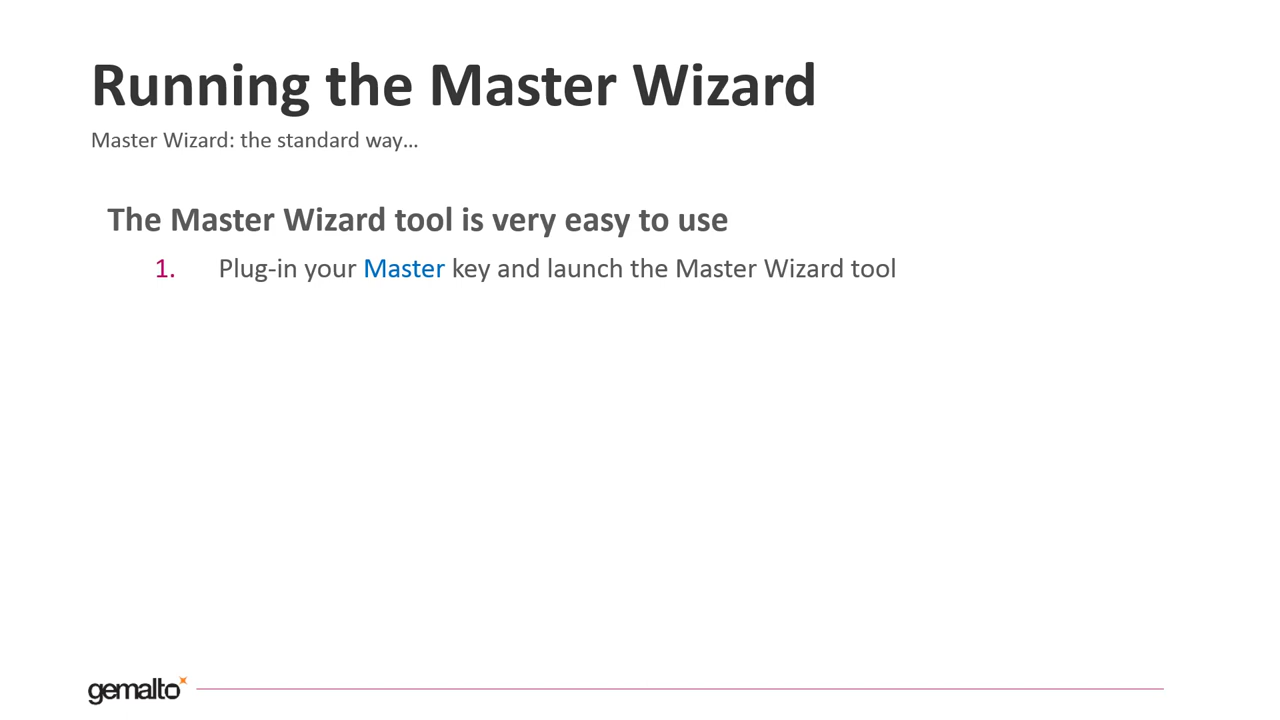 Running the Master Wizard
Master Wizard: the standard way…
The Master Wizard tool is very easy to use
1. Plug-in your Master key and launch the Master Wizard tool
gemalto